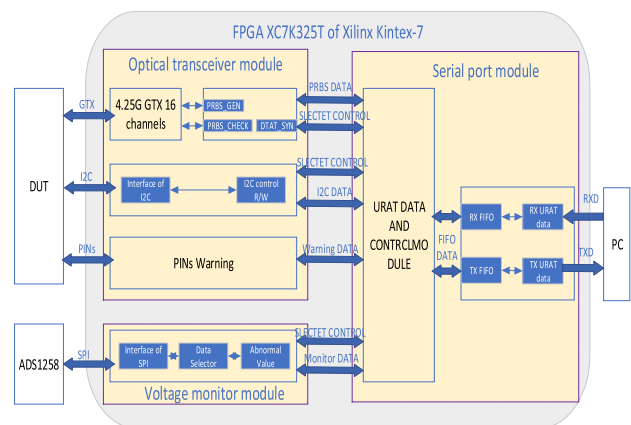 FPGA XC7K325T of Xilinx Kintex-7
Optical transceiver module
Serial port module
GTX
4.25G GTX 16
channels
PRBS_GEN
PRBS_CHECK
DTAT_SYN
PRBS DATA
SLECTET CONTROL
DUT
I2C
Interface of
I2C
I2C control
R/W
SLECTET CONTROL
I2C DATA
PINs
PINs Warning
Warning DATA
URAT DATA
AND
CONTRCLMO
DULE
FIFO
DATA
RX FIFO
RX URAT
data
TX FIFO
TX URAT
data
RXD
TXD
PC
ADS1258
SPI
Interface of
SPI
Data
Selector
Abnormal
Value
SLECTET CONTROL
Monitor DATA
Voltage monitor module